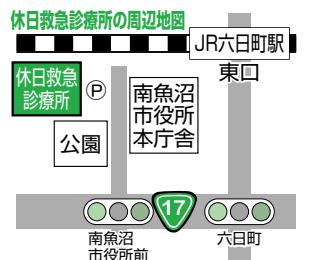 休日救急診療所の周辺地図
JR六日町駅
東口
休日救急
診療所
P
南魚沼
市役所
本庁舎
公園
17
南魚沼
市役所前
六日町